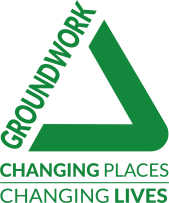 GROUNDWORK
CHANGING PLACES
CHANGING LIVES